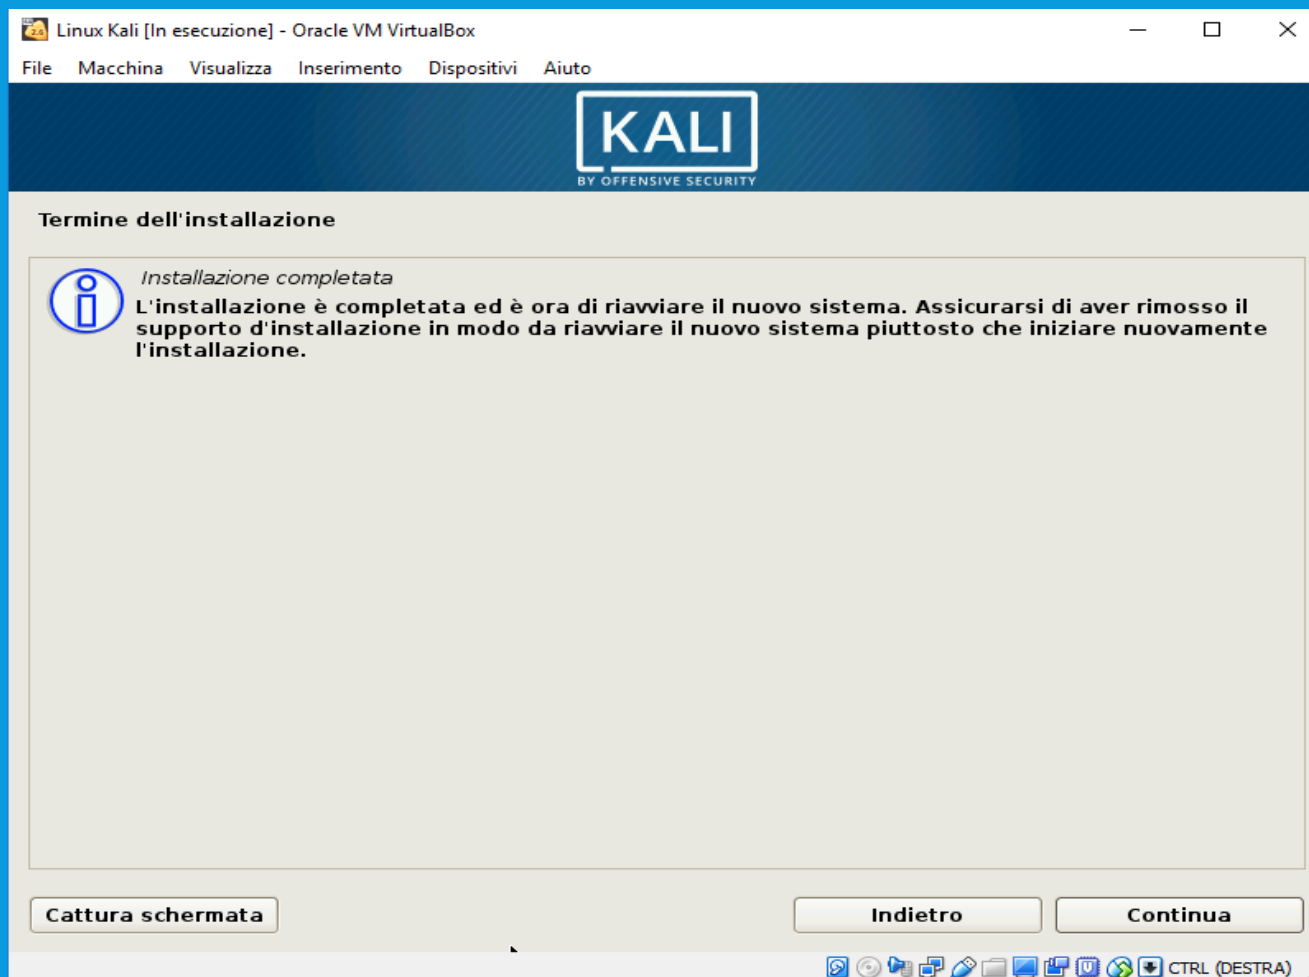 Linux Kali [In esecuzione] - Oracle VM VirtualBox
File Macchina Visualizza Inserimento Dispositivi Aiuto
KALI
BY OFFENSIVE SECURITY
Termine dell'installazione
Installazione completata
L'installazione è completata ed è ora di riavviare il nuovo sistema. Assicurarsi di aver rimosso il
supporto d'installazione in modo da riavviare il nuovo sistema piuttosto che iniziare nuovamente
l'installazione.
Cattura schermata Indietro Continua
CTRL (DESTRA)